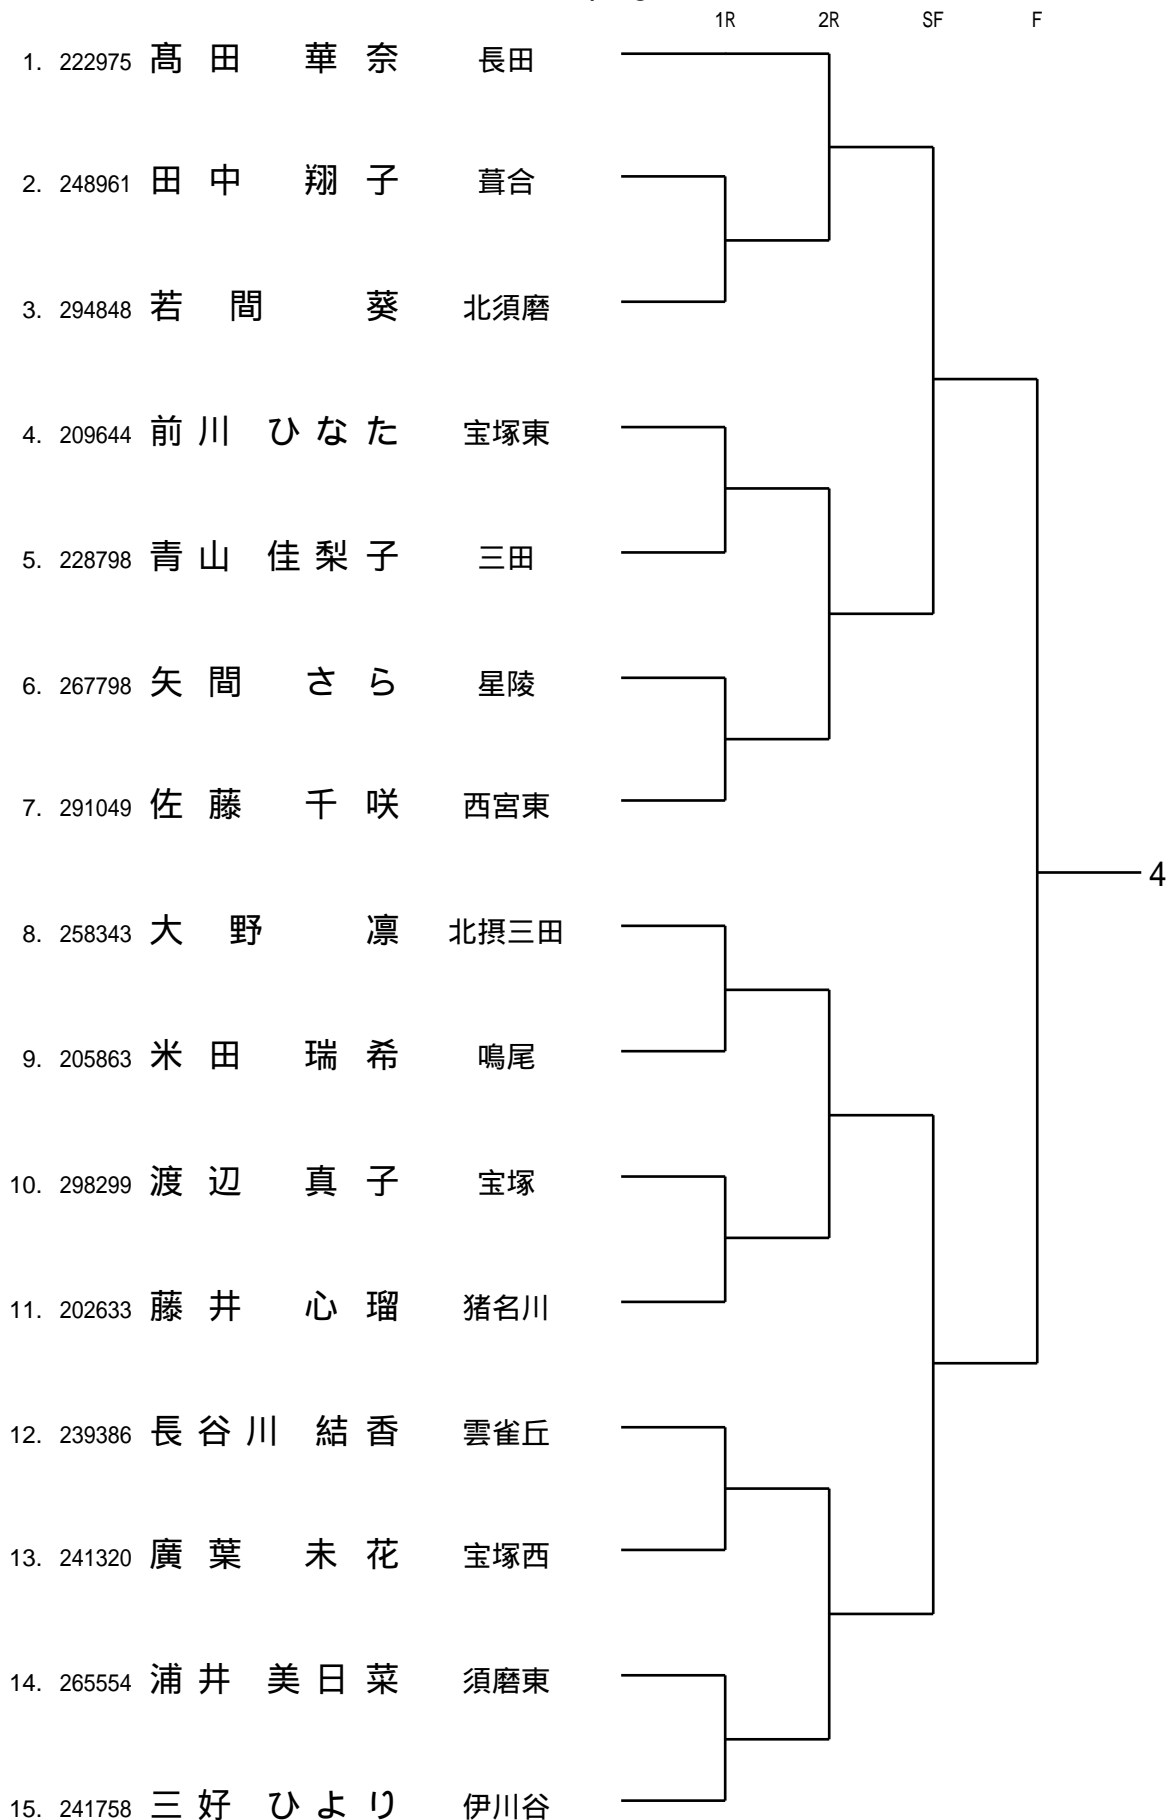 1R 2R SF F
1. 222975 髙田 華奈 長田
2. 248961 田中 翔子 葺合
3. 294848 若間 葵 北須磨
4. 209644 前川 ひなた 宝塚東
5. 228798 青山 佳梨子 三田
6. 267798 矢間 さら 星陵
7. 291049 佐藤 千咲 西宮東
4
8. 258343 大野 凛 北摂三田
9. 205863 米田 瑞希 鳴尾
10. 298299 渡辺 真子 宝塚
11. 202633 藤井 心瑠 猪名川
12. 239386 長谷川 結香 雲雀丘
13. 241320 廣葉 未花 宝塚西
14. 265554 浦井 美日菜 須磨東
15. 241758 三好 ひより 伊川谷